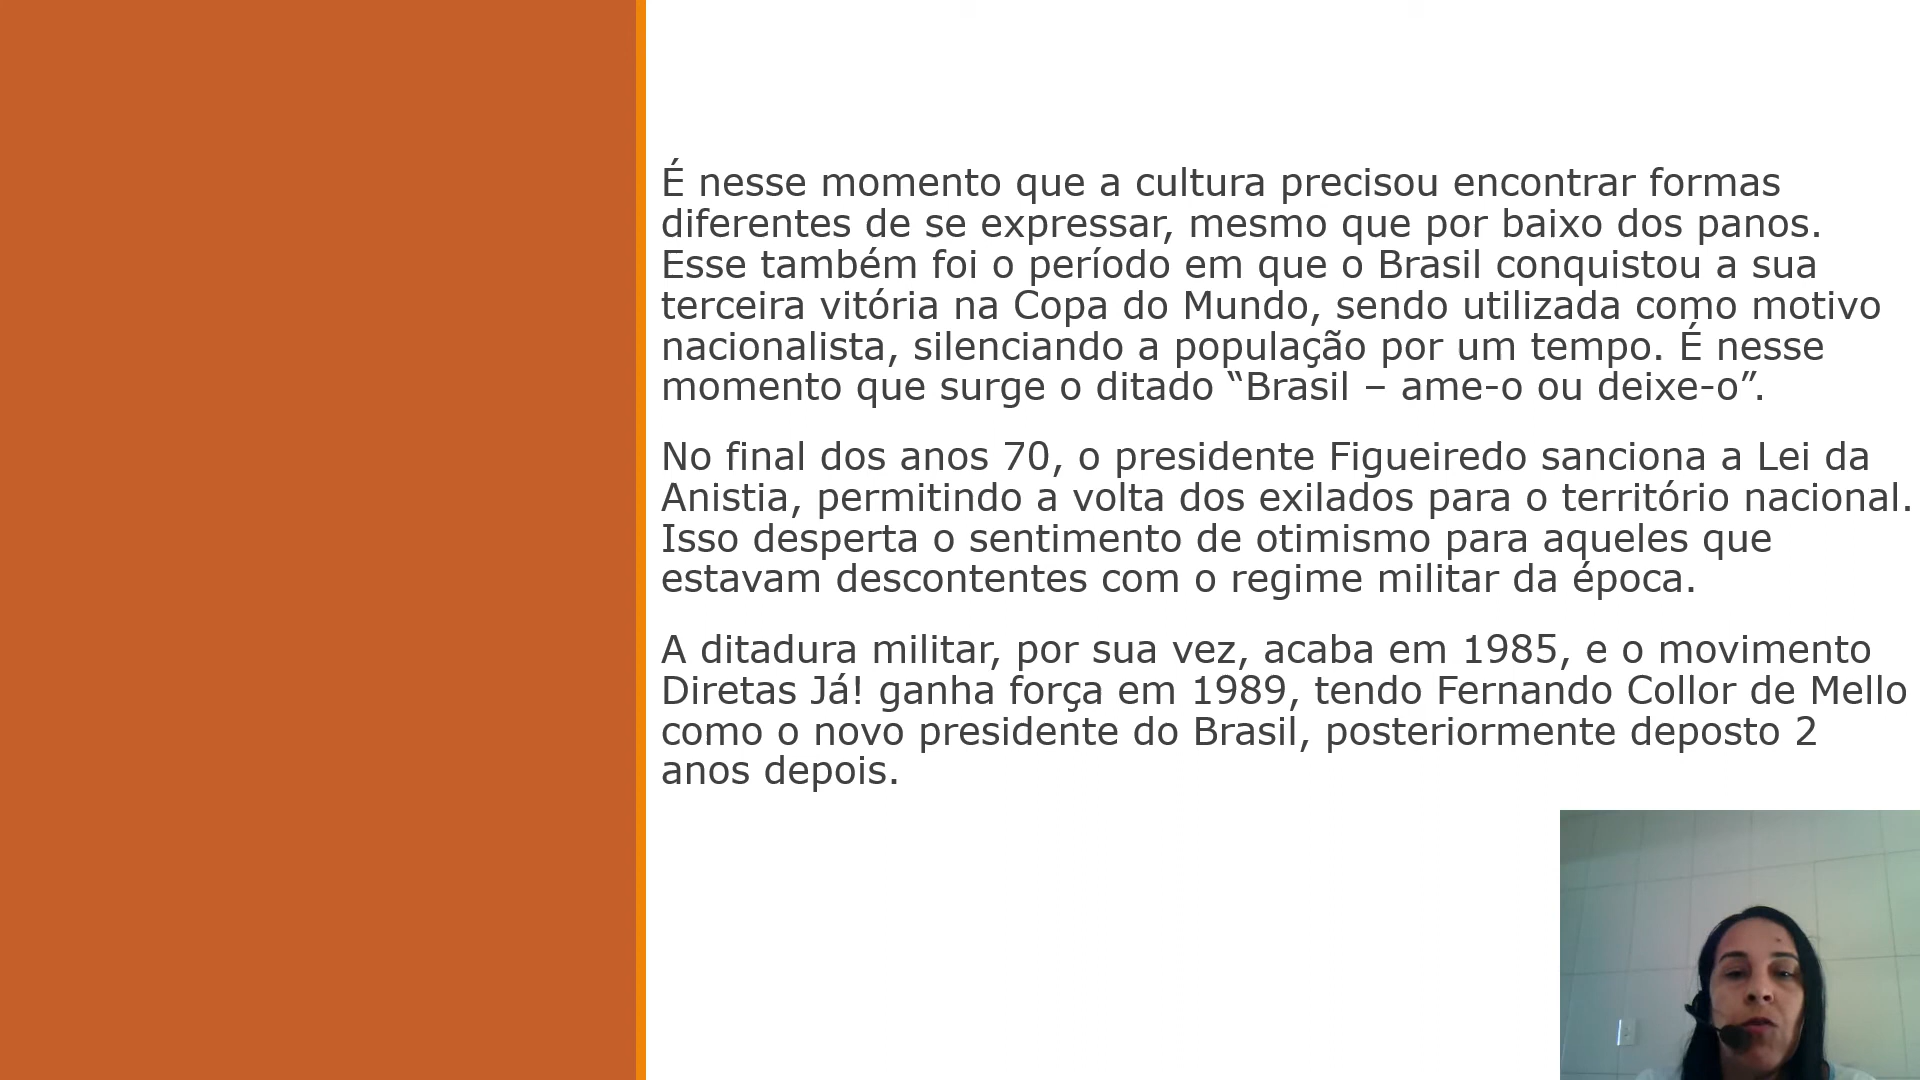 É nesse momento que a cultura precisou encontrar formas
diferentes de se expressar, mesmo que por baixo dos panos.
Esse também foi o período em que o Brasil conquistou a sua
terceira vitória na Copa do Mundo, sendo utilizada como motivo
nacionalista, silenciando a população por um tempo. É nesse
momento que surge o ditado “Brasil – ame-o ou deixe-o”.
No final dos anos 70, o presidente Figueiredo sanciona a Lei da
Anistia, permitindo a volta dos exilados para o território nacional.
Isso desperta o sentimento de otimismo para aqueles que
estavam descontentes com o regime militar da época.
A ditadura militar, por sua vez, acaba em 1985, e o movimento
Diretas Já! ganha força em 1989, tendo Fernando Collor de Mello
como o novo presidente do Brasil, posteriormente deposto 2
anos depois.